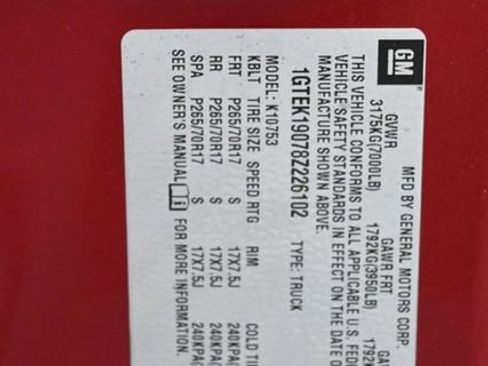 GM
MFD BY GENERAL MOTORS CORP.
GVWR GAWR FRT
3175KG(7000LB) 1792KG(3950LB) 1792
THIS VEHICLE CONFORMS TO ALL APPLICABLE U.S.
VEHICLE SAFETY STANDARDS IN EFFECT ON THE DATE
MANUFACTURE SHOWN ABOVE.
1GTEK19078Z226102 TYPE: TRUCK
MODEL: K10753
KBLT TIRE SIZE SPEED RTG RIM COLD
FRT P265/70R17 S 17X7.5J 240KPA(
RR P265/70R17 S 17X7.5J 240KPA(
SPA P265/70R17 S 17X7.5J 240KPA(
SEE OWNER'S MANUAL FOR MORE INFORMATION.